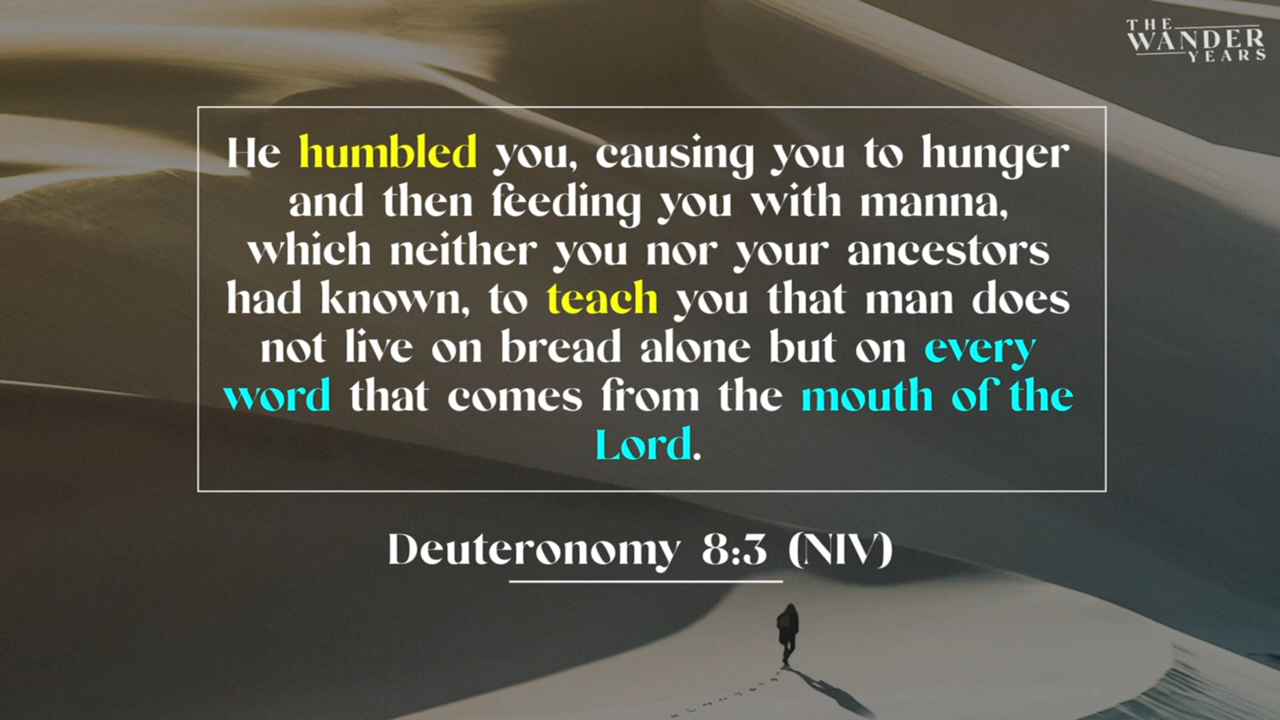 THE
WANDER
YEARS
He humbled you, causing you to hunger
and then feeding you with manna,
which neither you nor your ancestors
had known, to teach you that man does
not live on bread alone but on every
word that comes from the mouth of the
Lord.
Deuteronomy 8:3 (NIV)